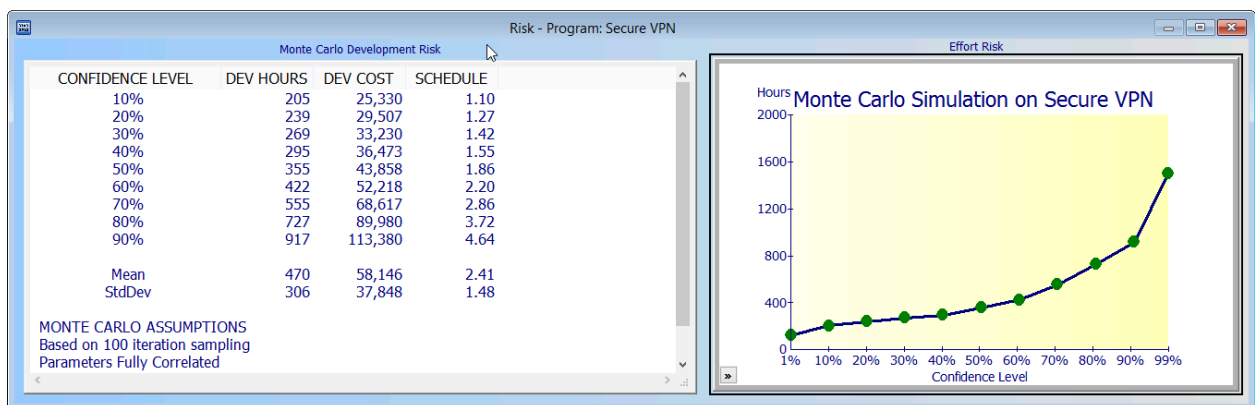 Risk - Program: Secure VPN
Monte Carlo Development Risk
CONFIDENCE LEVEL DEV HOURS DEV COST SCHEDULE
10% 205 25,330 1.10
20% 239 29,507 1.27
30% 269 33,230 1.42
40% 295 36,473 1.55
50% 355 43,858 1.86
60% 422 52,218 2.20
70% 555 68,617 2.86
80% 727 89,980 3.72
90% 917 113,380 4.64
Mean 470 58,146 2.41
StdDev 306 37,848 1.48
MONTE CARLO ASSUMPTIONS
Based on 100 iteration sampling
Parameters Fully Correlated
Effort Risk
Hours Monte Carlo Simulation on Secure VPN
2000
1600
1200
800
400
0
1% 10% 20% 30% 40% 50% 60% 70% 80% 90% 99%
Confidence Level
»